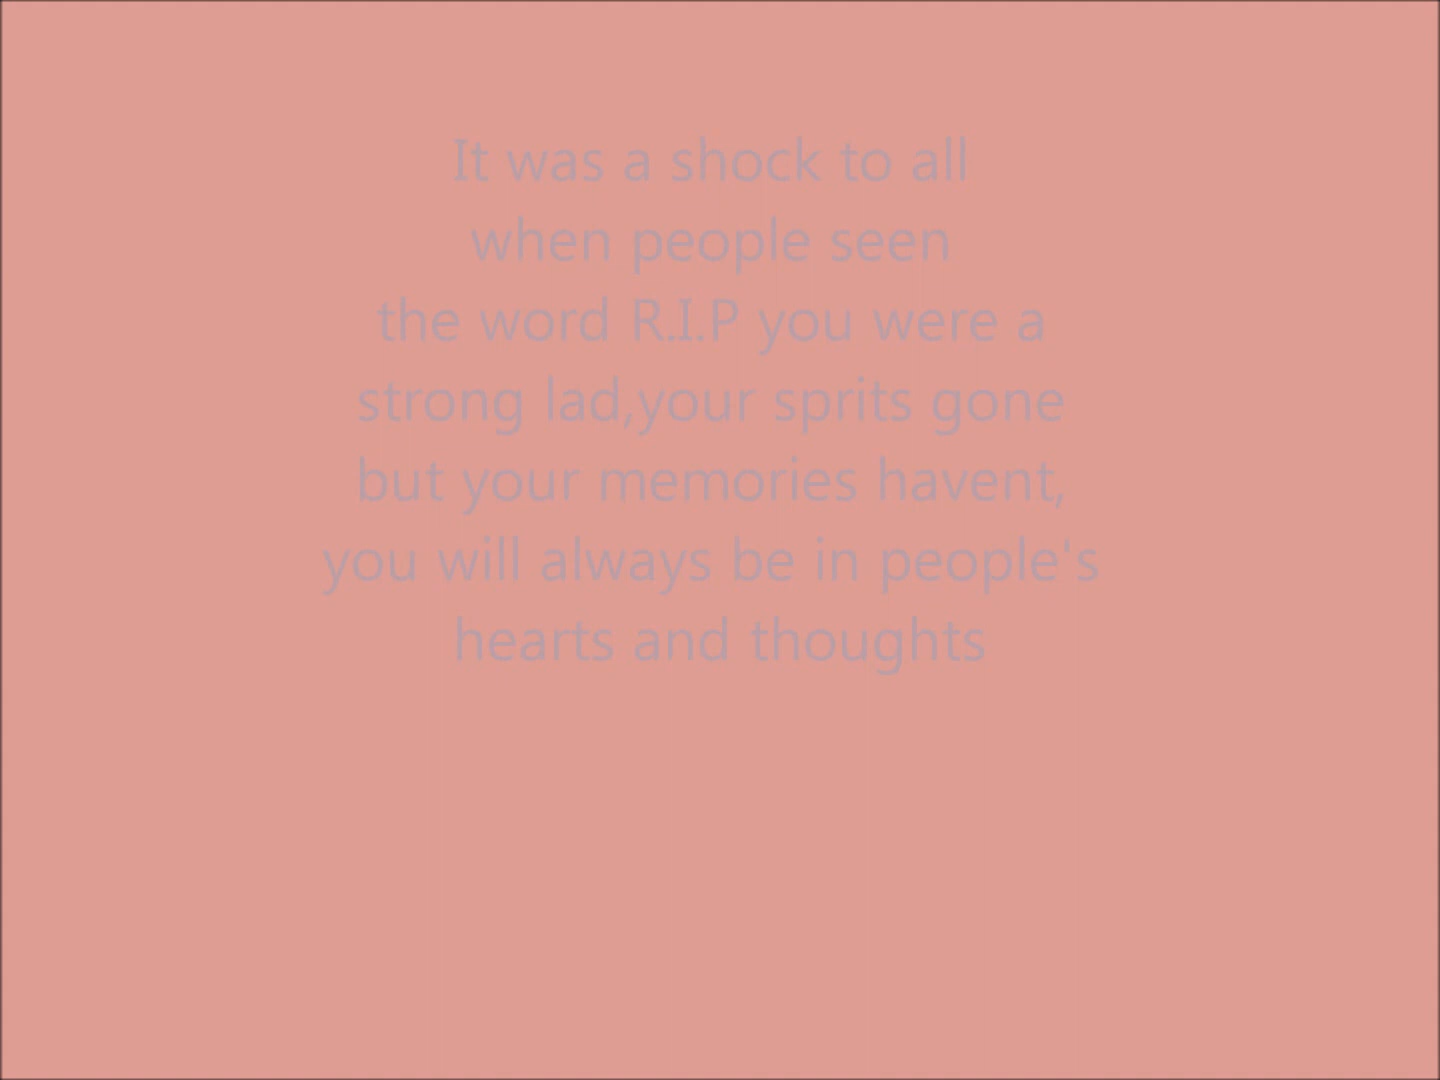 It was a shock to all
when people seen
the word R.I.P you were a
strong lad,your sprits gone
but your memories havent,
you will always be in people's
hearts and thoughts